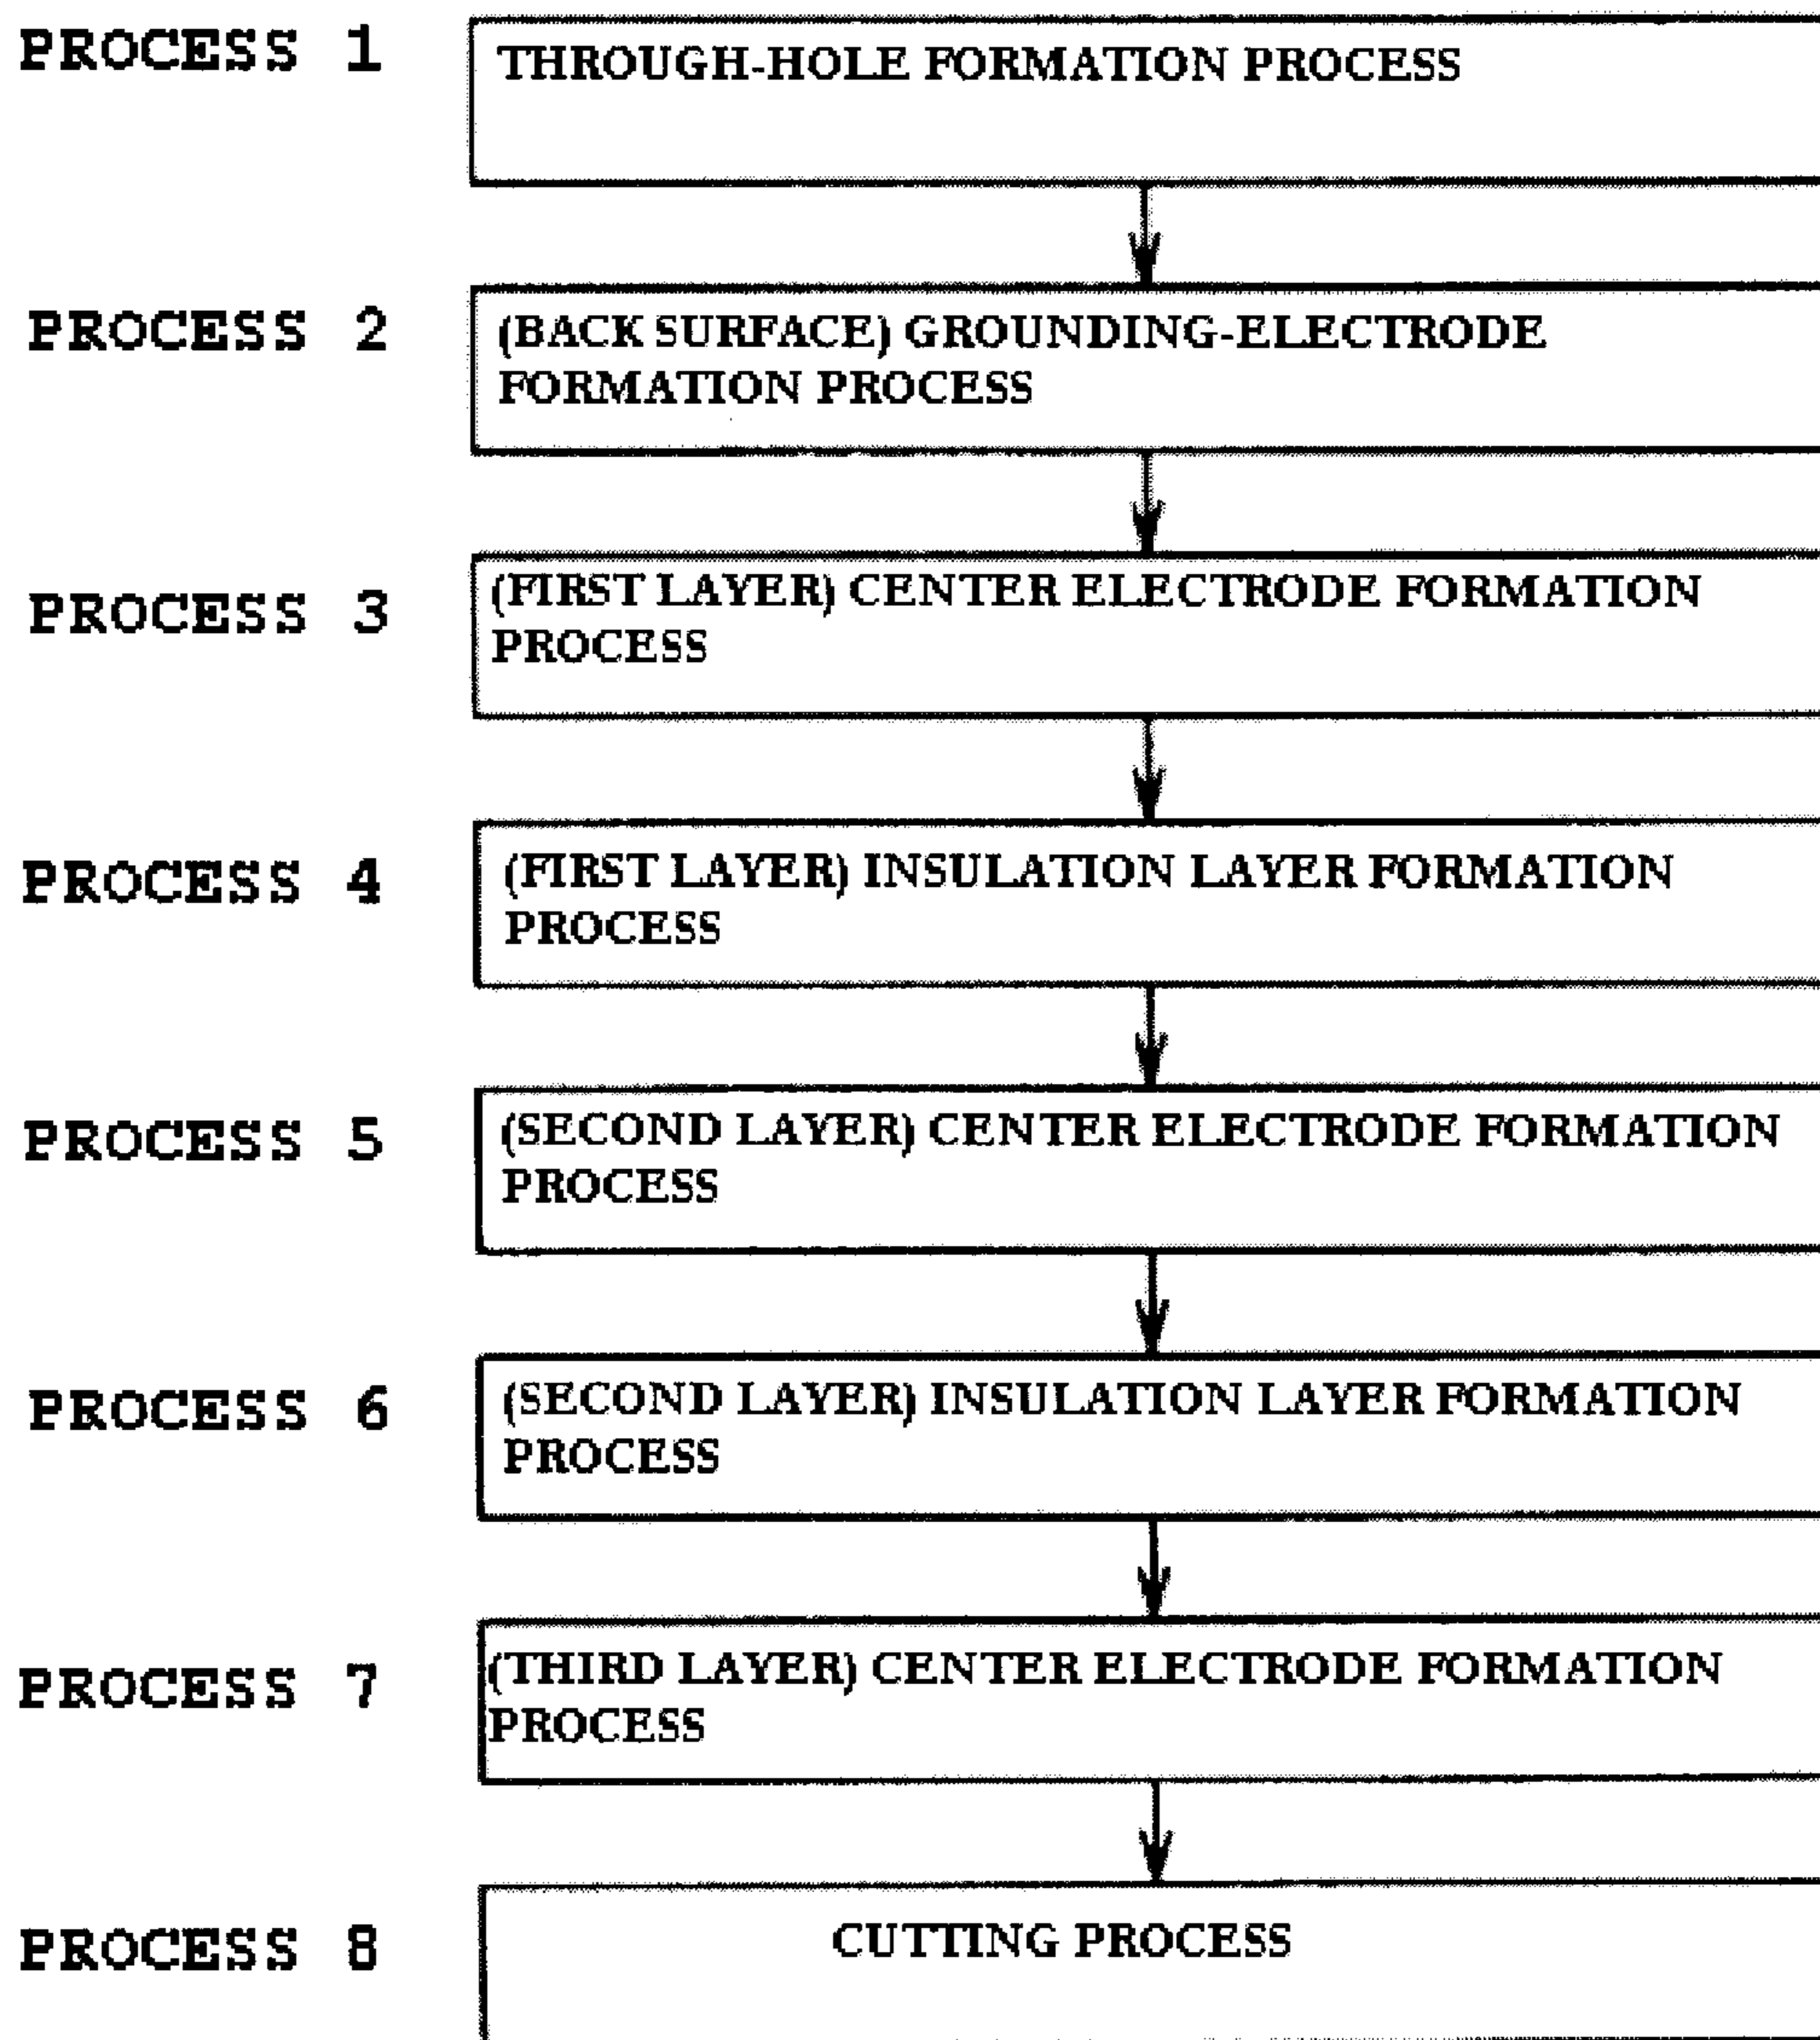 PROCESS 1
THROUGH-HOLE FORMATION PROCESS
PROCESS 2
(BACK SURFACE) GROUNDING-ELECTRODE
FORMATION PROCESS
PROCESS 3
(FIRST LAYER) CENTER ELECTRODE FORMATION
PROCESS
PROCESS 4
(FIRST LAYER) INSULATION LAYER FORMATION
PROCESS
PROCESS 5
(SECOND LAYER) CENTER ELECTRODE FORMATION
PROCESS
PROCESS 6
(SECOND LAYER) INSULATION LAYER FORMATION
PROCESS
PROCESS 7
(THIRD LAYER) CENTER ELECTRODE FORMATION
PROCESS
PROCESS 8
CUTTING PROCESS